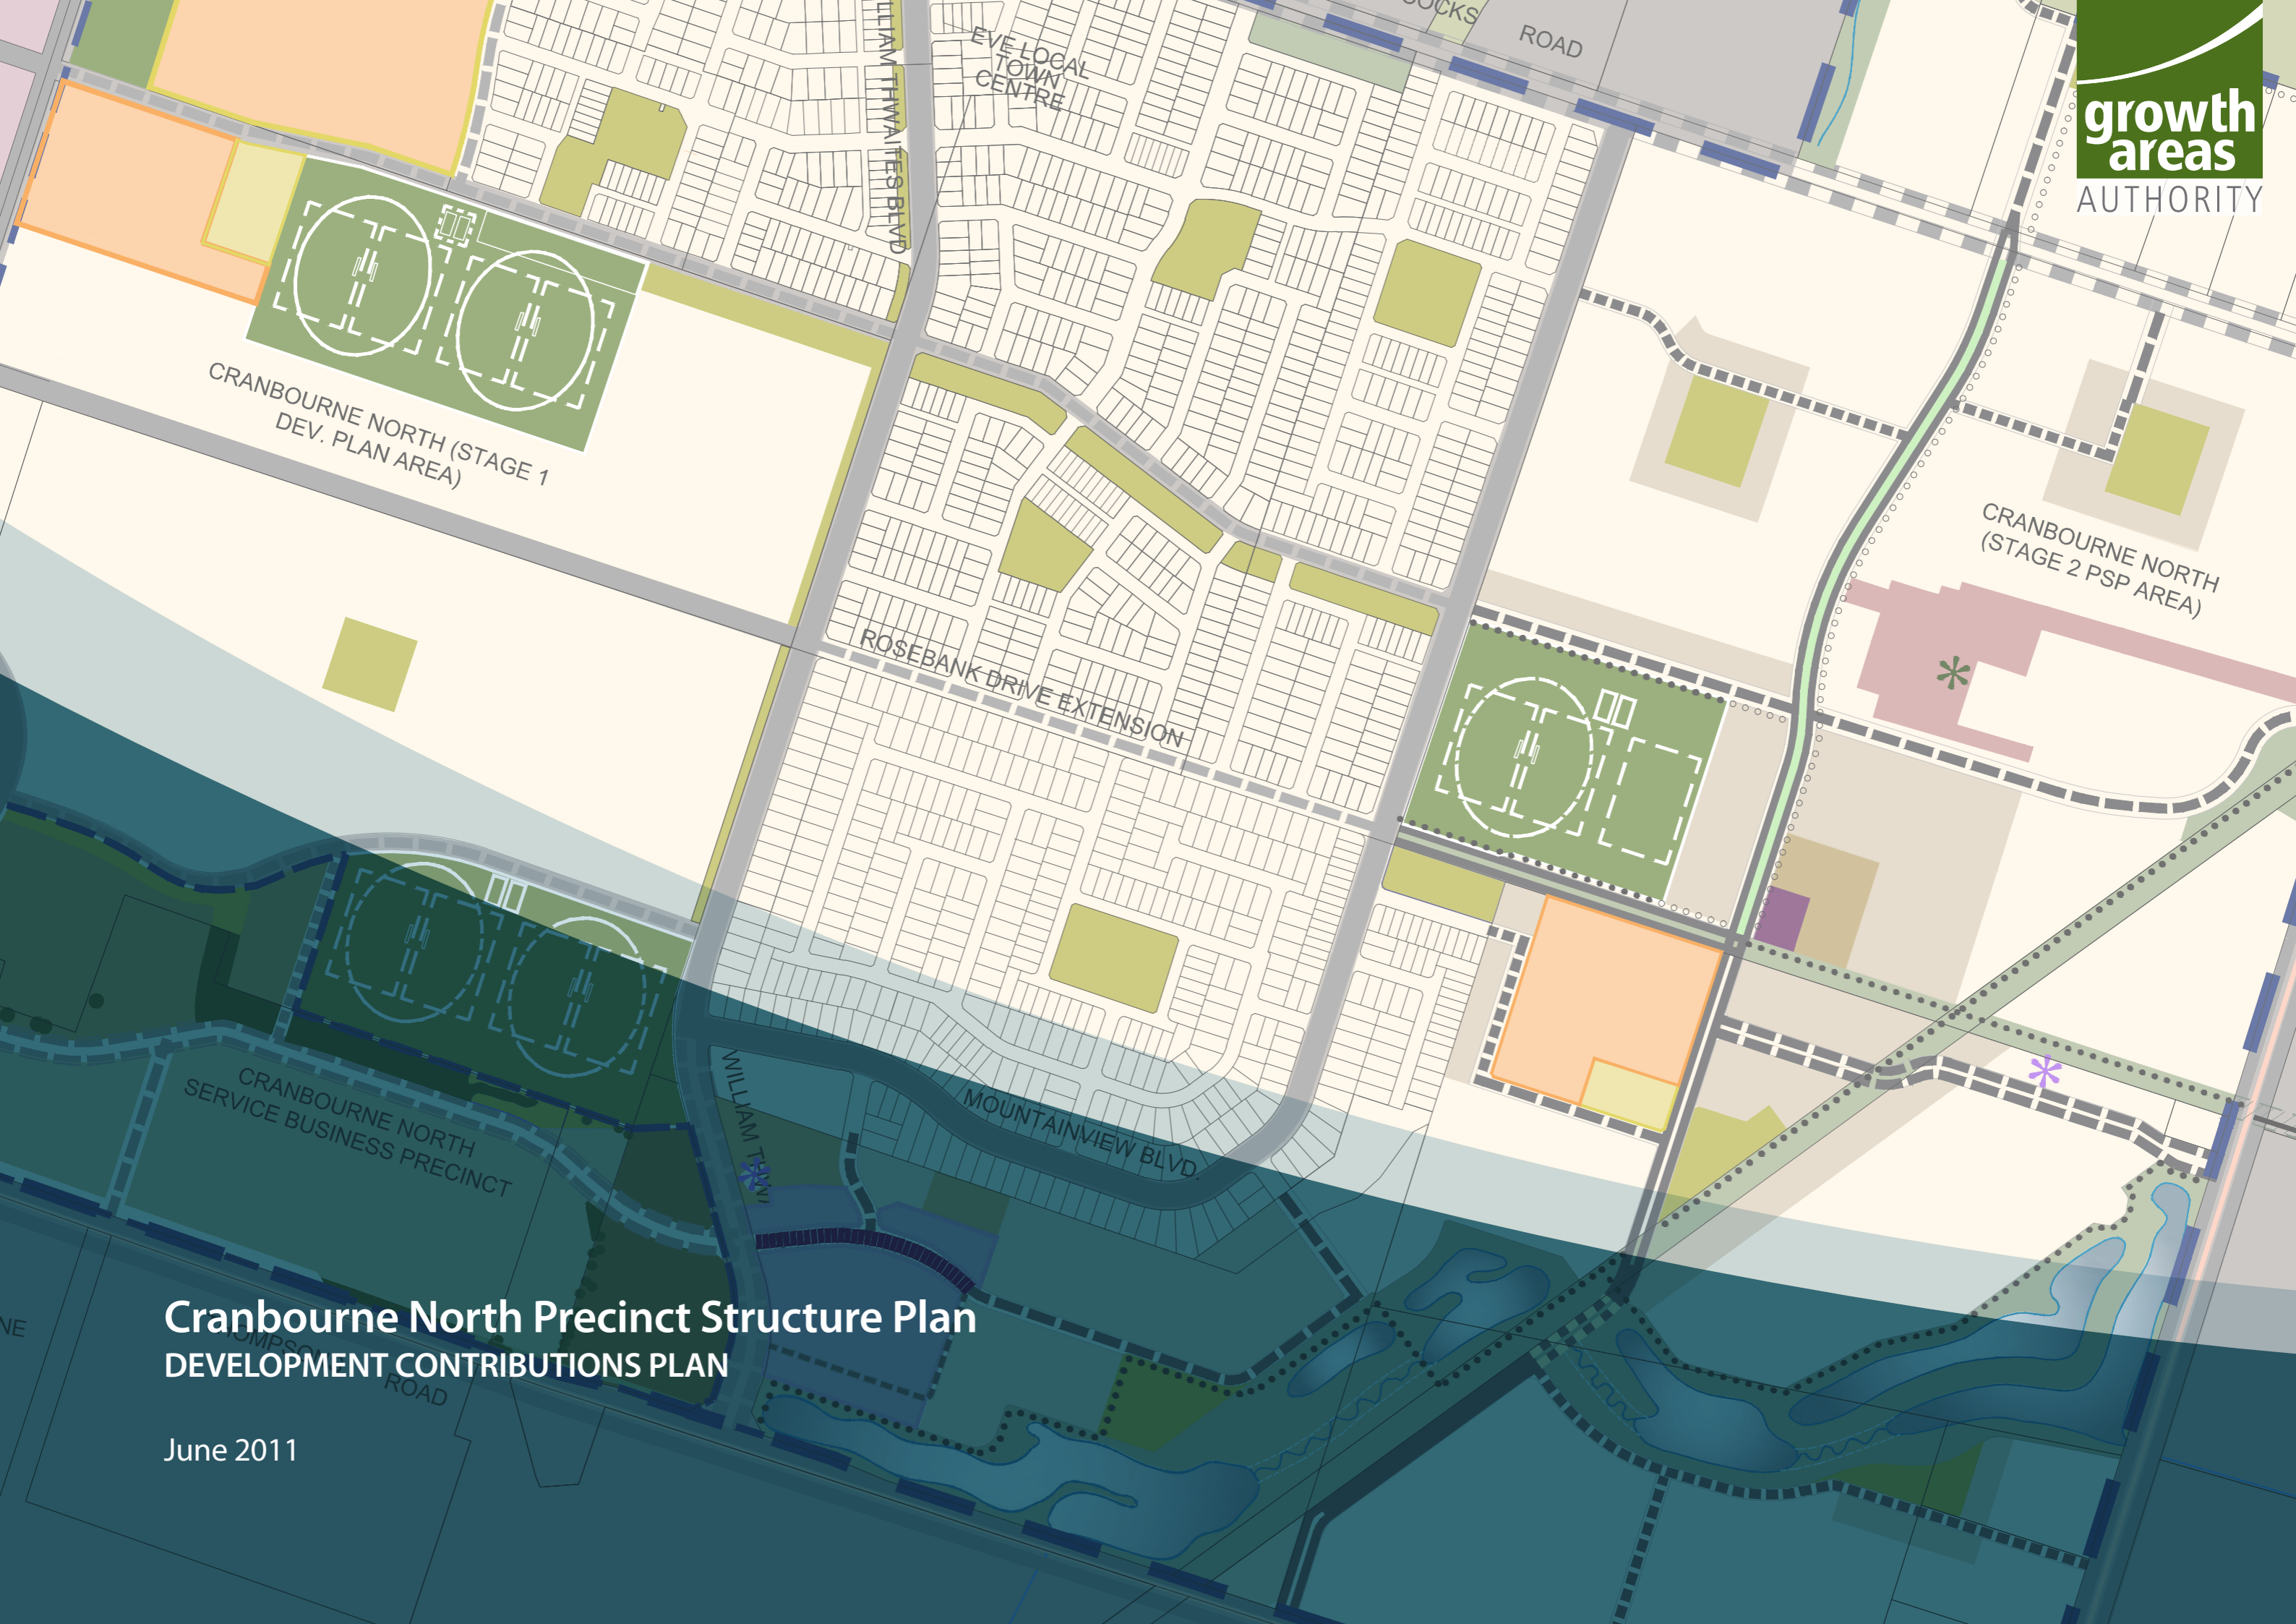 ROAD
EVE LOCAL
TOWN
CENTRE
growth
areas
AUTHORITY
CRANBOURNE NORTH (STAGE 1
DEV. PLAN AREA)
CRANBOURNE NORTH
(STAGE 2 PSP AREA)
ROSEBANK DRIVE EXTENSION
CRANBOURNE NORTH
SERVICE BUSINESS PRECINCT
MOUNTAINVIEW BLVD.
WILLIAM
THWAITES BLVD
Cranbourne North Precinct Structure Plan
DEVELOPMENT CONTRIBUTIONS PLAN
ROAD
June 2011